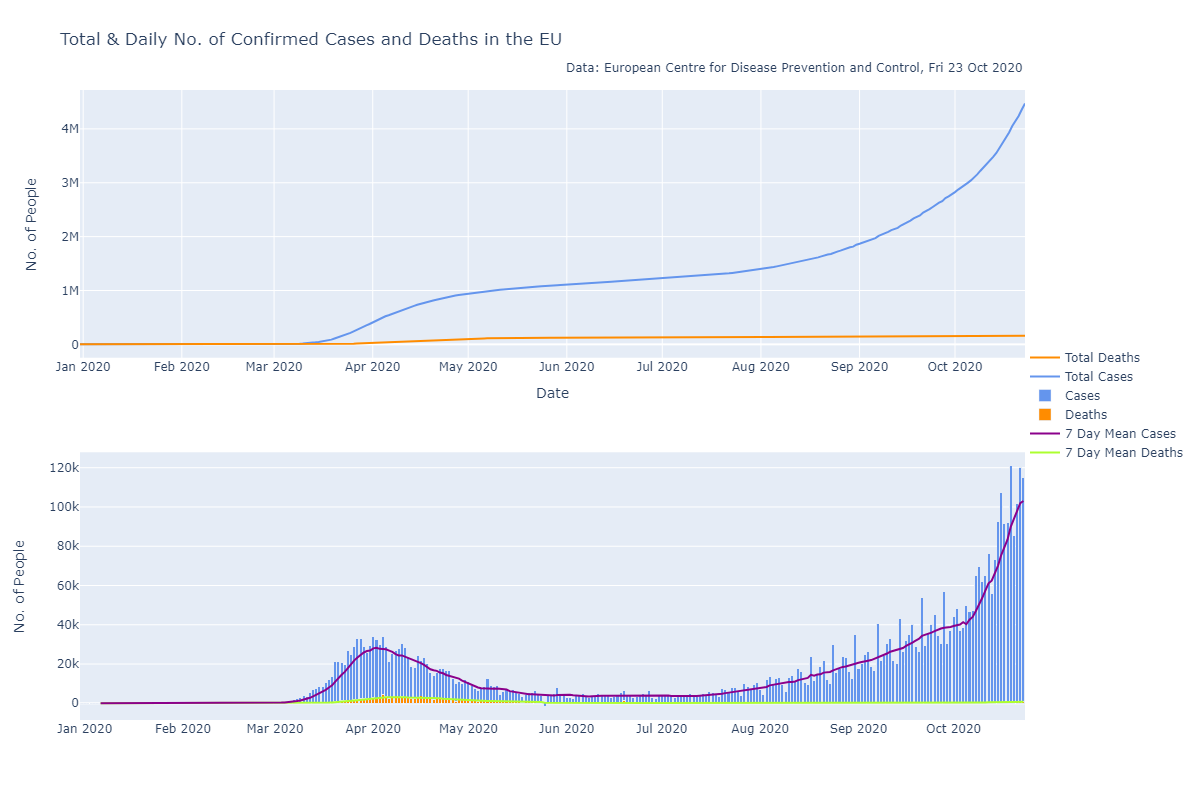 Total & Daily No. of Confirmed Cases and Deaths in the EU
Data: European Centre for Disease Prevention and Control, Fri 23 Oct 2020
4M
3M
2M
1M
0
No. of People
Jan 2020 Feb 2020 Mar 2020 Apr 2020 May 2020 Jun 2020 Jul 2020 Aug 2020 Sep 2020 Oct 2020
Date
Total Deaths
Total Cases
Cases
Deaths
7 Day Mean Cases
7 Day Mean Deaths
120k
100k
80k
60k
40k
20k
0
No. of People
Jan 2020 Feb 2020 Mar 2020 Apr 2020 May 2020 Jun 2020 Jul 2020 Aug 2020 Sep 2020 Oct 2020